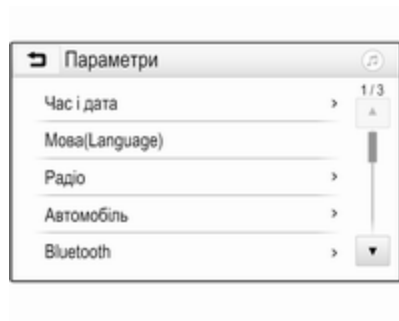 Параметри
1/3
Час і дата
Мова(Language)
Радіо
Автомобіль
Bluetooth